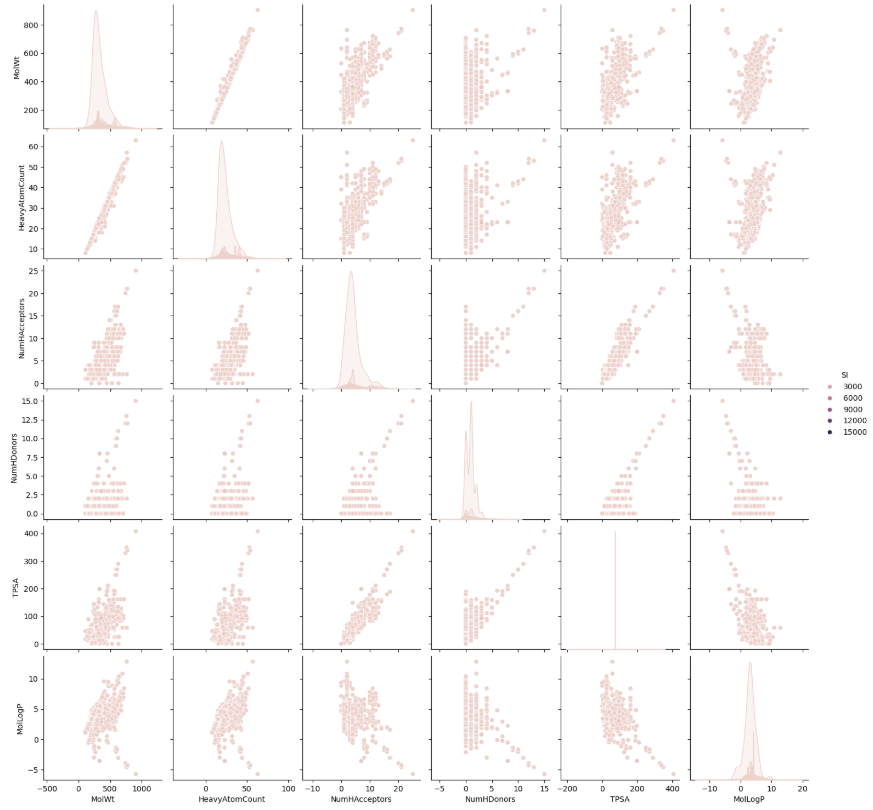 MolWt
200
400
600
800
HeavyAtomCount
10
20
30
40
50
60
NumHAcceptors
0
5
10
15
20
25
NumHDonors
0.0
2.5
5.0
7.5
10.0
12.5
15.0
TPSA
0
100
200
300
400
MolLogP
−5
0
5
10
−500 0 500 1000
MolWt
0 50 100
HeavyAtomCount
0 10 20
NumHAcceptors
−5 0 5 10 15
NumHDonors
−200 0 200 400
TPSA
−10 0 10 20
MolLogP
SI
3000
6000
9000
12000
15000